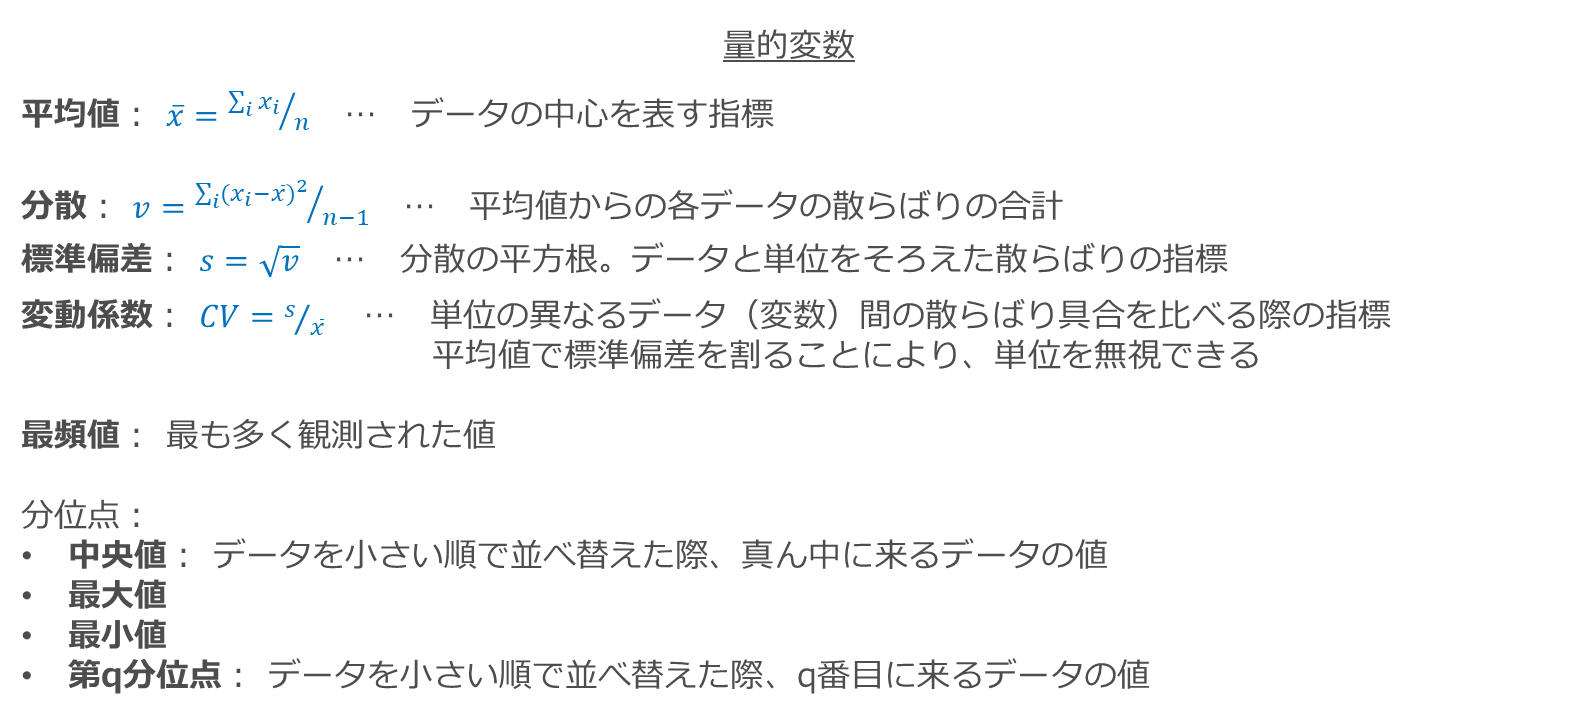 量的変数
平均値： x̄ = ∑ᵢ xᵢ/n … データの中心を表す指標
分散： v = ∑ᵢ(xᵢ−x̄)²/n−1 … 平均値からの各データの散らばりの合計
標準偏差： s = √v … 分散の平方根。データと単位をそろえた散らばりの指標
変動係数： CV = s/x̄ … 単位の異なるデータ（変数）間の散らばり具合を比べる際の指標
平均値で標準偏差を割ることにより、単位を無視できる
最頻値： 最も多く観測された値
分位点：
• 中央値： データを小さい順で並べ替えた際、真ん中に来るデータの値
• 最大値
• 最小値
• 第q分位点： データを小さい順で並べ替えた際、q番目に来るデータの値